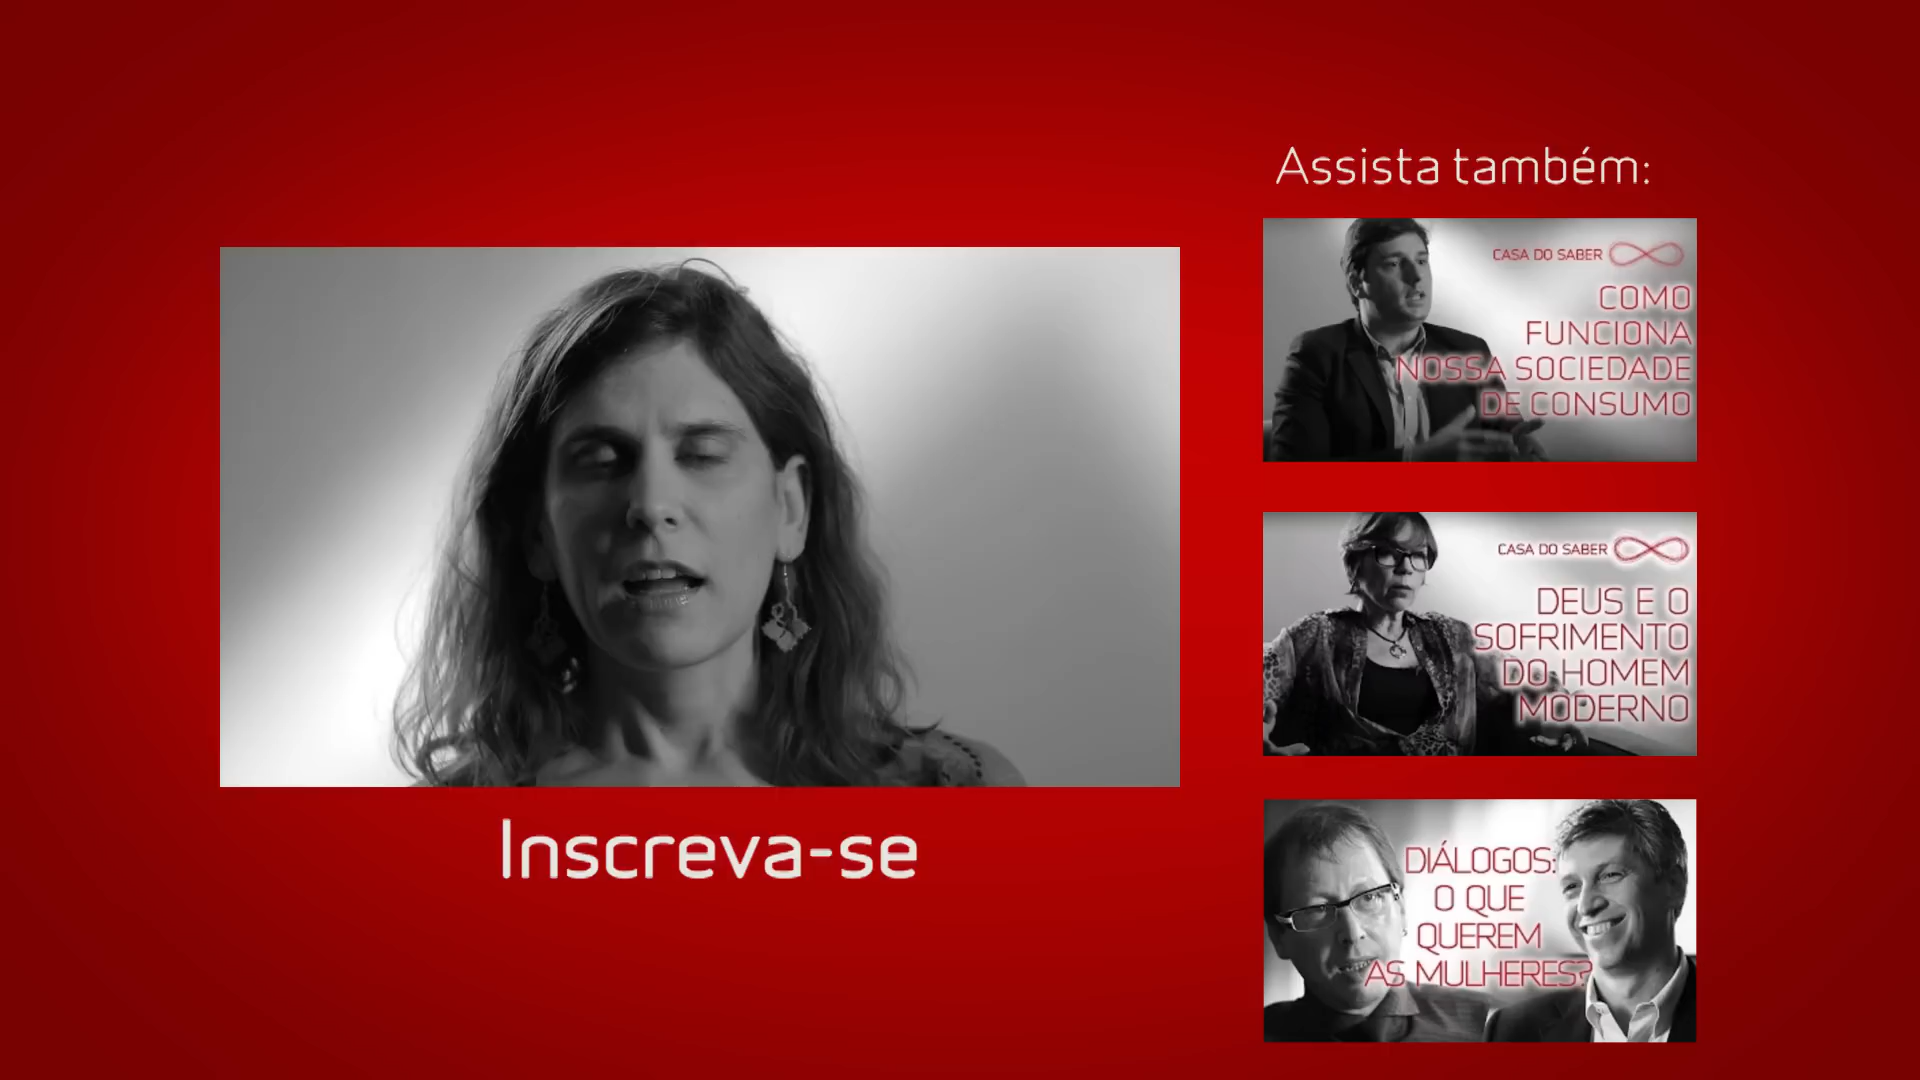 Assista também:
CASA DO SABER
COMO
FUNCIONA
NOSSA SOCIEDADE
DE CONSUMO
CASA DO SABER
DEUS E O
SOFRIMENTO
DO HOMEM
MODERNO
DIÁLOGOS:
O QUE
QUEREM
AS MULHERES?
Inscreva-se